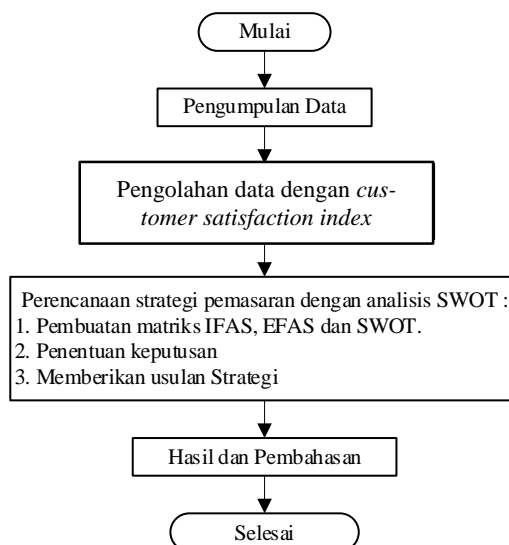 Mulai
Pengumpulan Data
Pengolahan data dengan cus-
tomer satisfaction index
Perencanaan strategi pemasaran dengan analisis SWOT :
1. Pembuatan matriks IFAS, EFAS dan SWOT.
2. Penentuan keputusan
3. Memberikan usulan Strategi
Hasil dan Pembahasan
Selesai